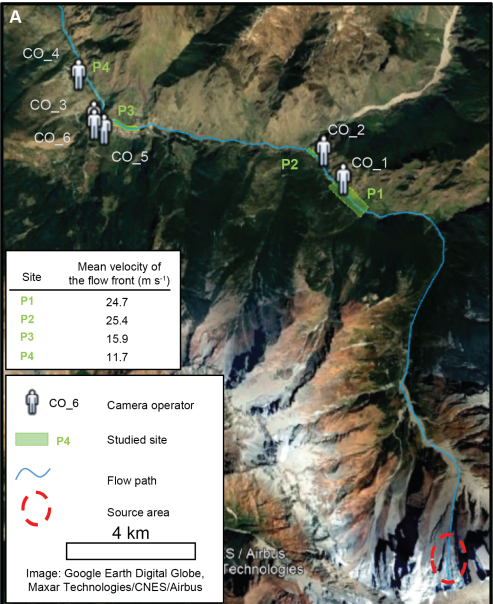 A
CO_4
P4
CO_3
P3
CO_6
CO_5
CO_2
P2
CO_1
P1
Site
Mean velocity of
the flow front (m s⁻¹)
P1 24.7
P2 25.4
P3 15.9
P4 11.7
CO_6 Camera operator
P4 Studied site
Flow path
Source area
4 km
Image: Google Earth Digital Globe,
Maxar Technologies/CNES/Airbus
S / Airbus
Technologies